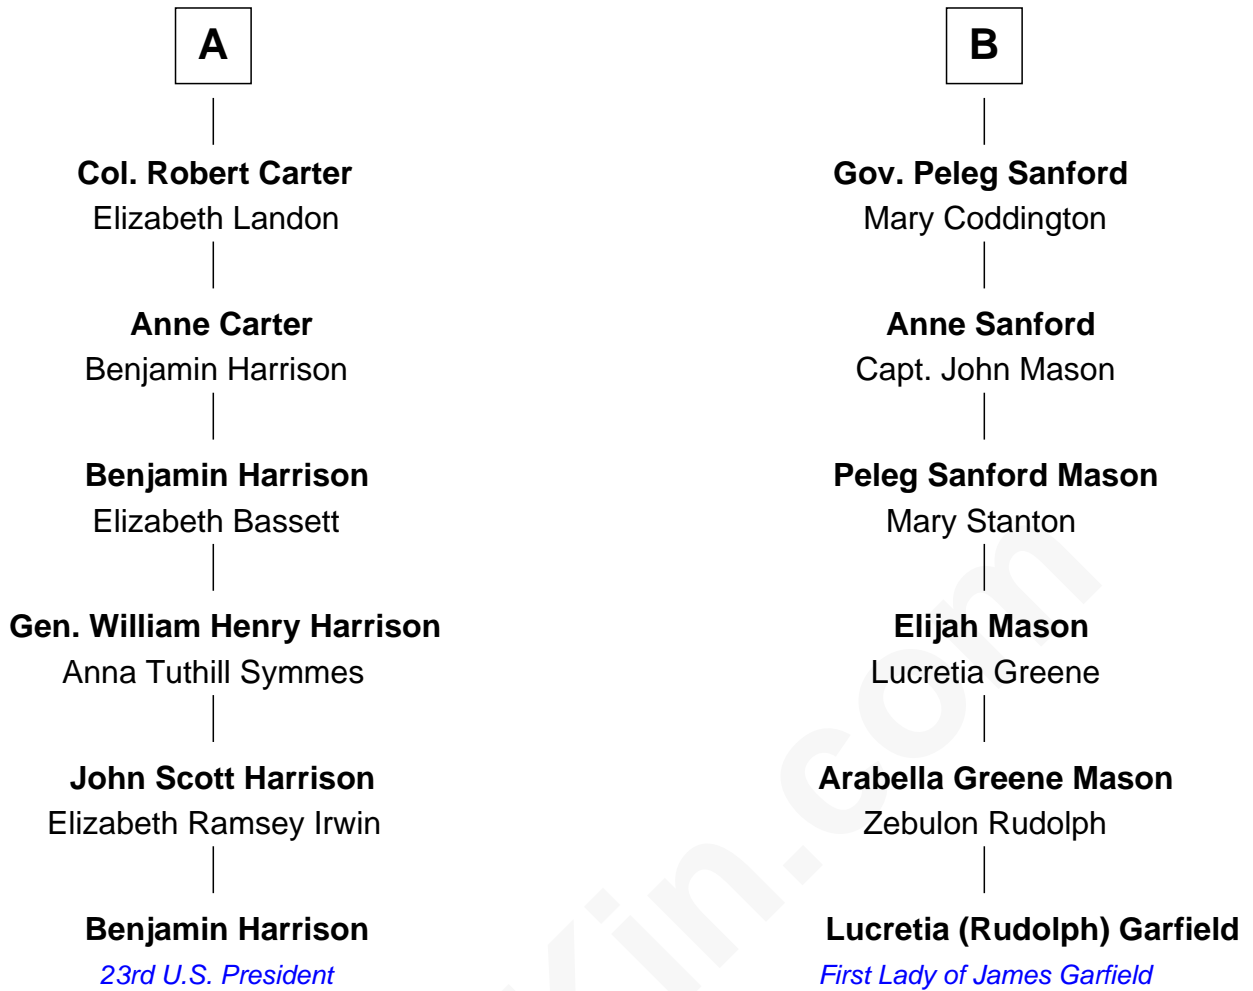 A
Col. Robert Carter
Elizabeth Landon
Anne Carter
Benjamin Harrison
Benjamin Harrison
Elizabeth Bassett
Gen. William Henry Harrison
Anna Tuthill Symmes
John Scott Harrison
Elizabeth Ramsey Irwin
Benjamin Harrison
23rd U.S. President
B
Gov. Peleg Sanford
Mary Coddington
Anne Sanford
Capt. John Mason
Peleg Sanford Mason
Mary Stanton
Elijah Mason
Lucretia Greene
Arabella Greene Mason
Zebulon Rudolph
Lucretia (Rudolph) Garfield
First Lady of James Garfield
Kin.com